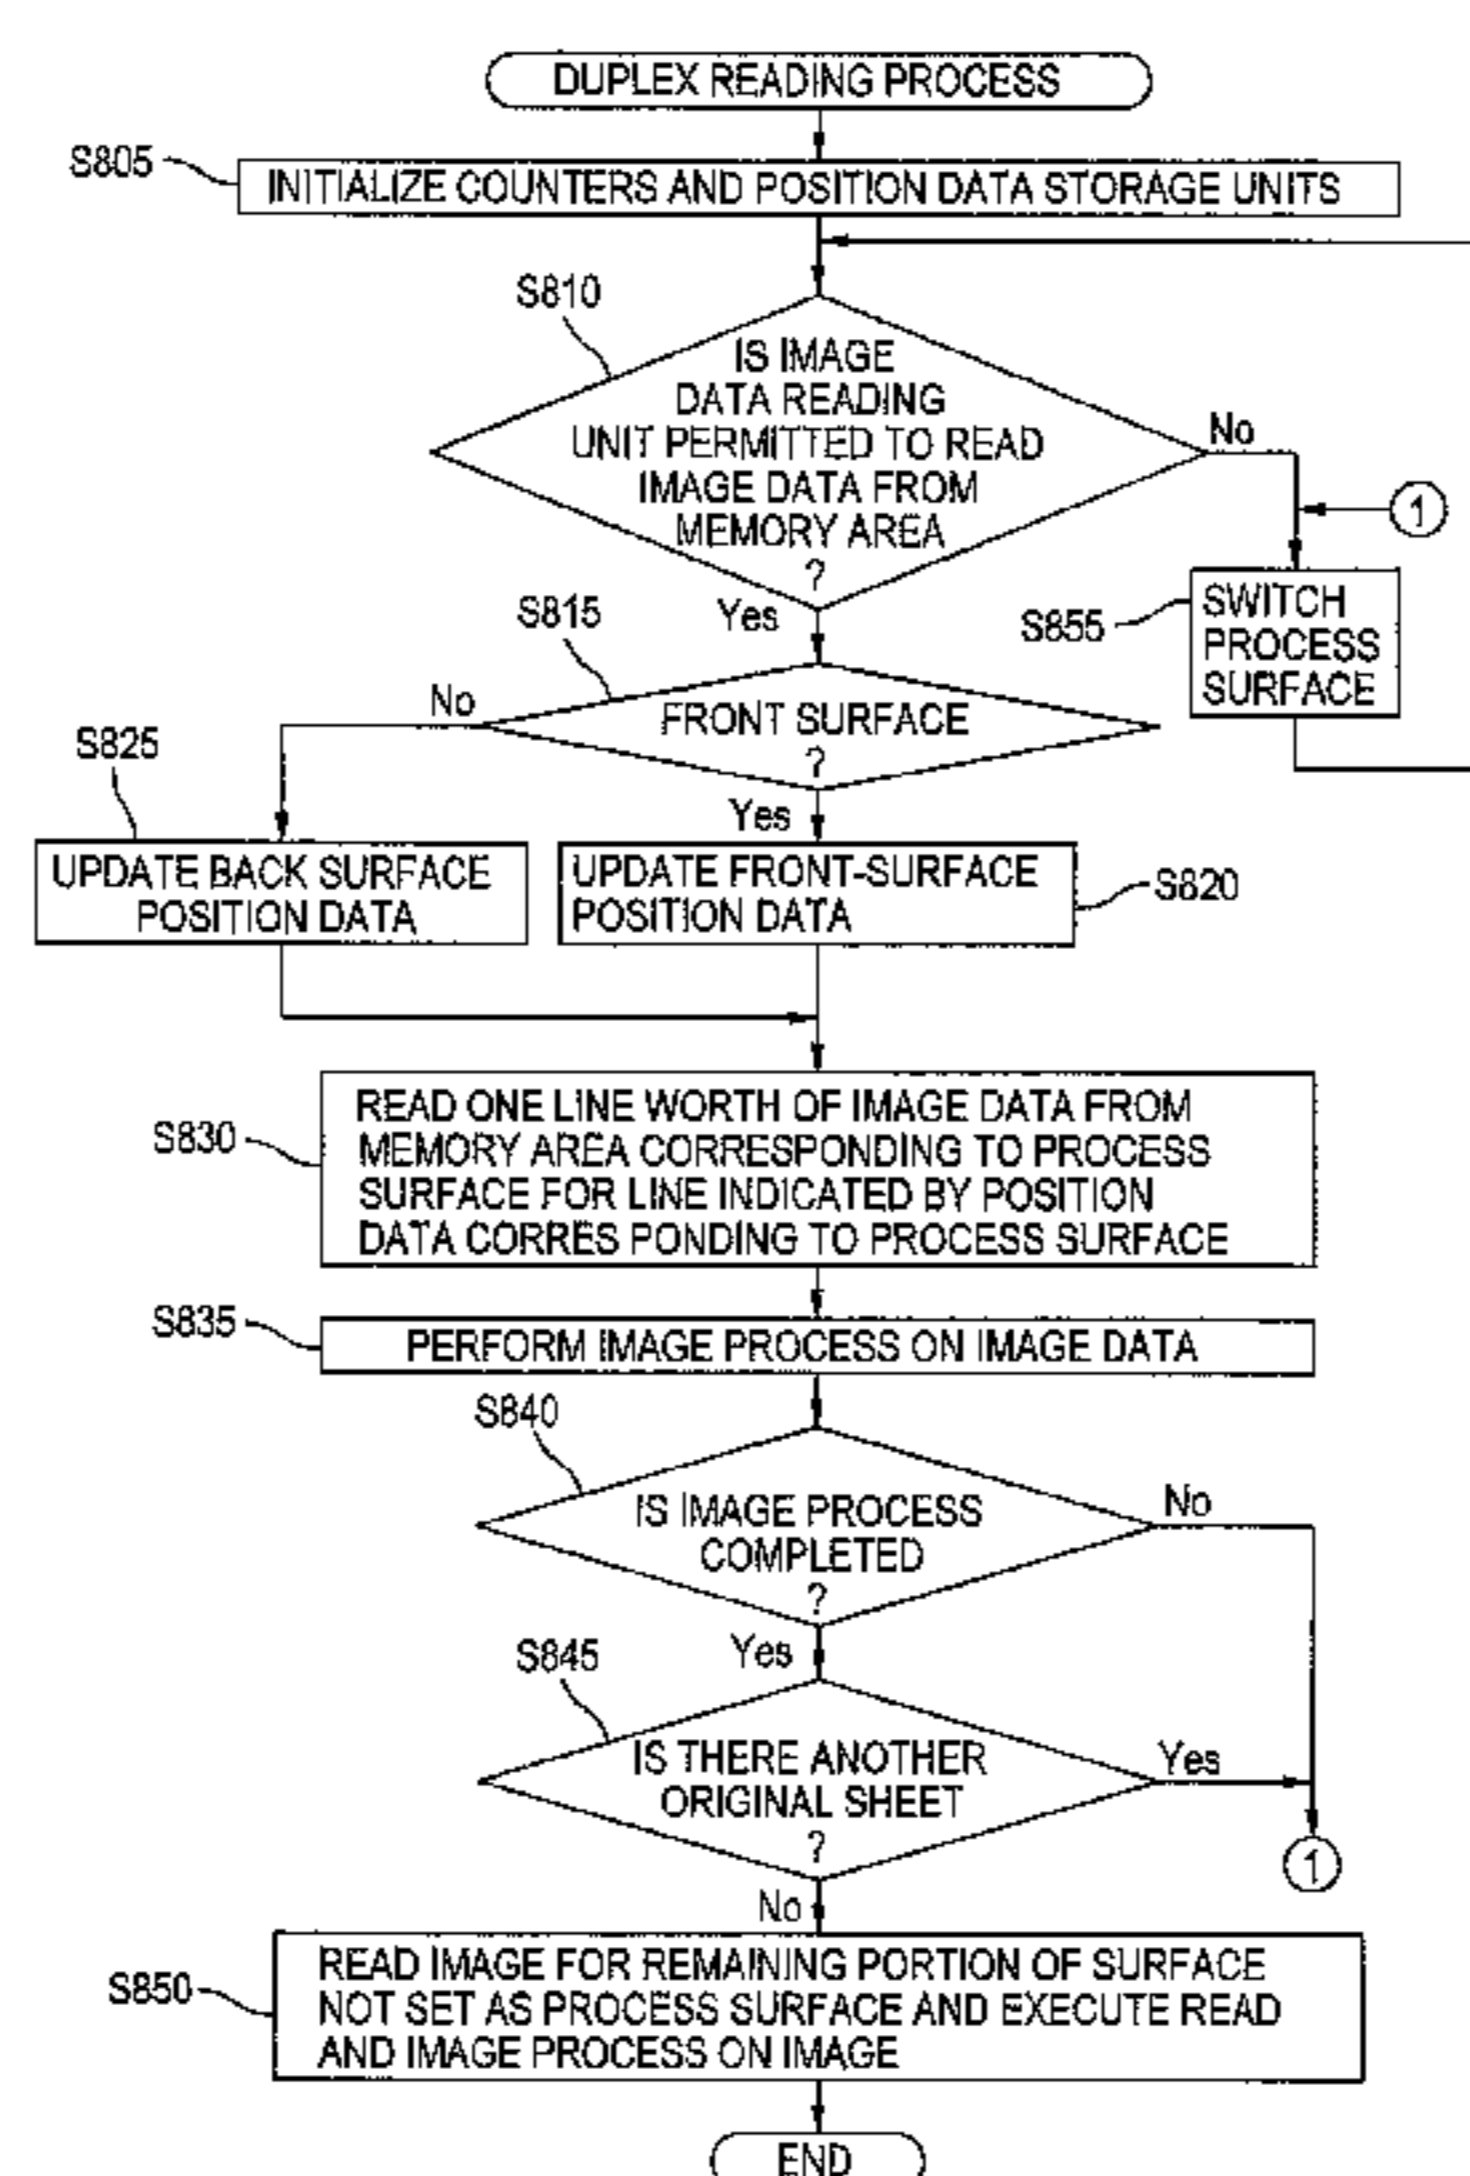 DUPLEX READING PROCESS
S805
INITIALIZE COUNTERS AND POSITION DATA STORAGE UNITS
S810
IS IMAGE
DATA READING
UNIT PERMITTED TO READ
IMAGE DATA FROM
MEMORY AREA
?
No
1
Yes
S855
SWITCH
PROCESS
SURFACE
S815
FRONT SURFACE
?
No
Yes
S825
UPDATE BACK SURFACE
POSITION DATA
UPDATE FRONT-SURFACE
POSITION DATA
S820
S830
READ ONE LINE WORTH OF IMAGE DATA FROM
MEMORY AREA CORRESPONDING TO PROCESS
SURFACE FOR LINE INDICATED BY POSITION
DATA CORRES PONDING TO PROCESS SURFACE
S835
PERFORM IMAGE PROCESS ON IMAGE DATA
S840
IS IMAGE PROCESS
COMPLETED
?
No
Yes
S845
IS THERE ANOTHER
ORIGINAL SHEET
?
Yes
1
No
S850
READ IMAGE FOR REMAINING PORTION OF SURFACE
NOT SET AS PROCESS SURFACE AND EXECUTE READ
AND IMAGE PROCESS ON IMAGE
END